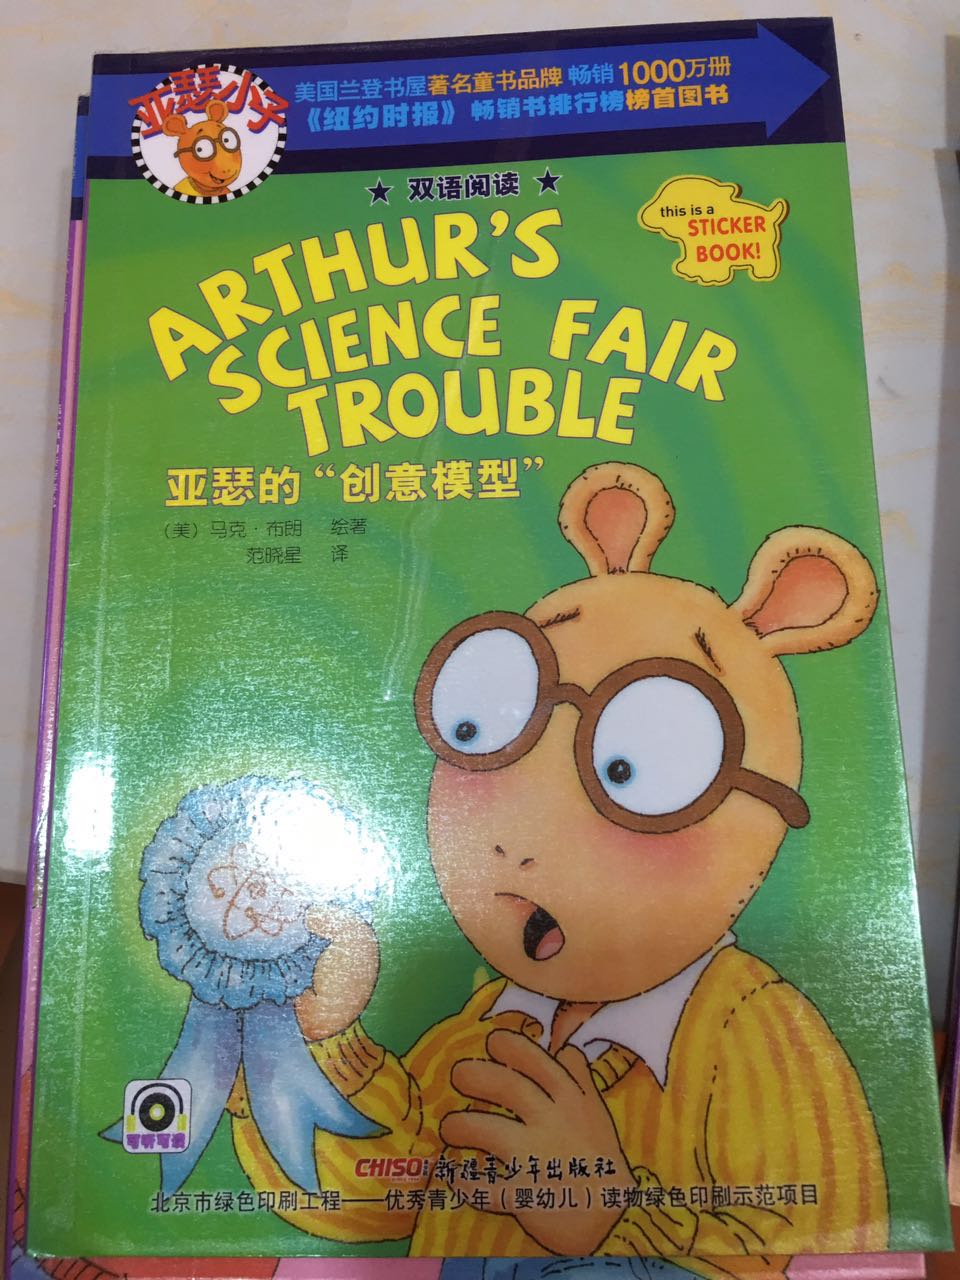 亚瑟小子
美国兰登书屋著名童书品牌 畅销1000万册
《纽约时报》 畅销书排行榜榜首图书
★ 双语阅读 ★
this is a
STICKER
BOOK!
ARTHUR'S
SCIENCE FAIR
TROUBLE
亚瑟的“创意模型”
（美）马克·布朗 绘著
范晓星 译
可听可读
CHISO 新疆青少年出版社
北京市绿色印刷工程——优秀青少年（婴幼儿）读物绿色印刷示范项目